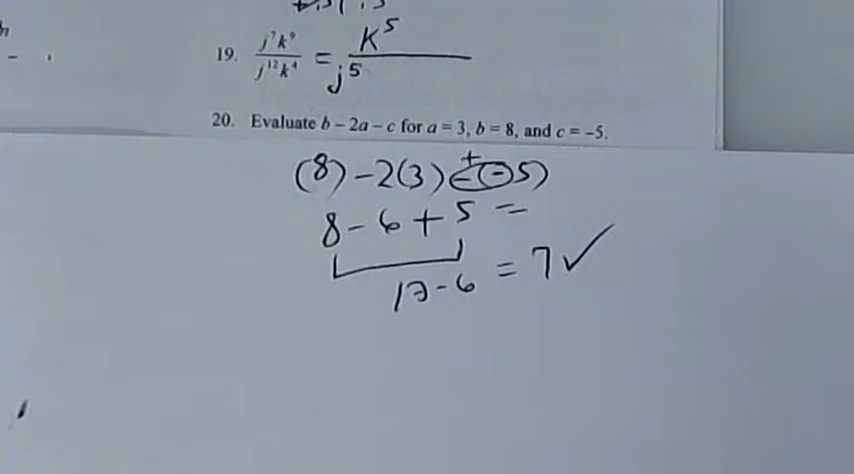 19. j⁷k⁹/j¹²k⁴ = K⁵/j⁵
20. Evaluate b – 2a – c for a = 3, b = 8, and c = –5.
+
(8) – 2(3) – (–5)
8 – 6 + 5 =
13 – 6 = 7 ✓